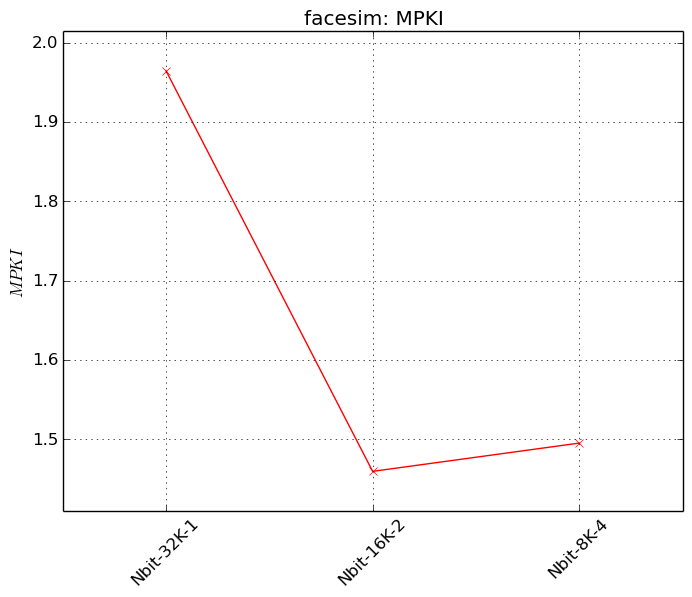 facesim: MPKI
2.0
1.9
1.8
1.7
1.6
1.5
MPKI
Nbit-32K-1
Nbit-16K-2
Nbit-8K-4